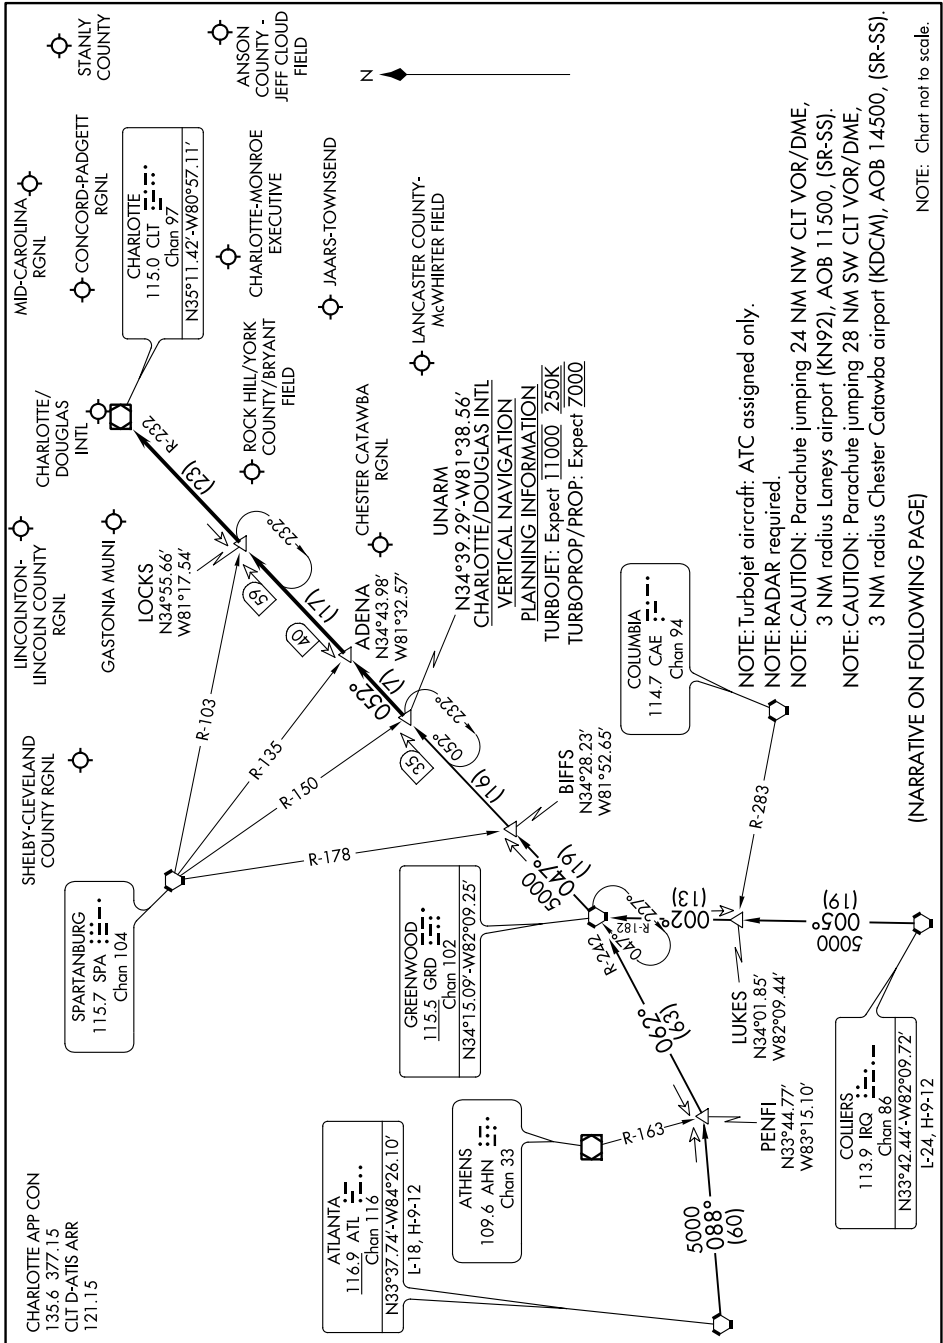 CHARLOTTE APP CON
135.6 377.15
CLT D-ATIS ARR
121.15
SPARTANBURG
115.7 SPA
Chan 104
SHELBY-CLEVELAND
COUNTY RGNL
LINCOLNTON-
LINCOLN COUNTY
RGNL
GASTONIA MUNI
CHARLOTTE/
DOUGLAS
INTL
MID-CAROLINA
RGNL
CONCORD-PADGETT
RGNL
STANLY
COUNTY
ANSON
COUNTY -
JEFF CLOUD
FIELD
CHARLOTTE
115.0 CLT
Chan 97
N35°11.42'-W80°57.11'
CHARLOTTE-MONROE
EXECUTIVE
JAARS-TOWNSEND
LANCASTER COUNTY-
McWHIRTER FIELD
ROCK HILL/YORK
COUNTY/BRYANT
FIELD
CHESTER CATAWBA
RGNL
N
R-232
(23)
LOCKS
N34°55.66'
W81°17.54'
232°
59
R-103
(17)
40
ADENA
N34°43.98'
W81°32.57'
R-135
052°
(7)
R-150
35
052°
232°
UNARM
N34°39.29'-W81°38.56'
CHARLOTTE/DOUGLAS INTL
VERTICAL NAVIGATION
PLANNING INFORMATION
TURBOJET: Expect 11000 250K
TURBOPROP/PROP: Expect 7000
(16)
R-178
BIFFS
N34°28.23'
W81°52.65'
5000
047°
(19)
GREENWOOD
115.5 GRD
Chan 102
N34°15.09'-W82°09.25'
R-242
047°
227°
R-182
002°
(13)
COLUMBIA
114.7 CAE
Chan 94
R-283
LUKES
N34°01.85'
W82°09.44'
5000
005°
(19)
COLLIERS
113.9 IRQ
Chan 86
N33°42.44'-W82°09.72'
L-24, H-9-12
062°
(63)
PENFI
N33°44.77'
W83°15.10'
ATHENS
109.6 AHN
Chan 33
R-163
5000
088°
(60)
ATLANTA
116.9 ATL
Chan 116
N33°37.74'-W84°26.10'
L-18, H-9-12
NOTE: Turbojet aircraft: ATC assigned only.
NOTE: RADAR required.
NOTE: CAUTION: Parachute jumping 24 NM NW CLT VOR/DME,
3 NM radius Laneys airport (KN92), AOB 11500, (SR-SS).
NOTE: CAUTION: Parachute jumping 28 NM SW CLT VOR/DME,
3 NM radius Chester Catawba airport (KDCM), AOB 14500, (SR-SS).
(NARRATIVE ON FOLLOWING PAGE)
NOTE: Chart not to scale.